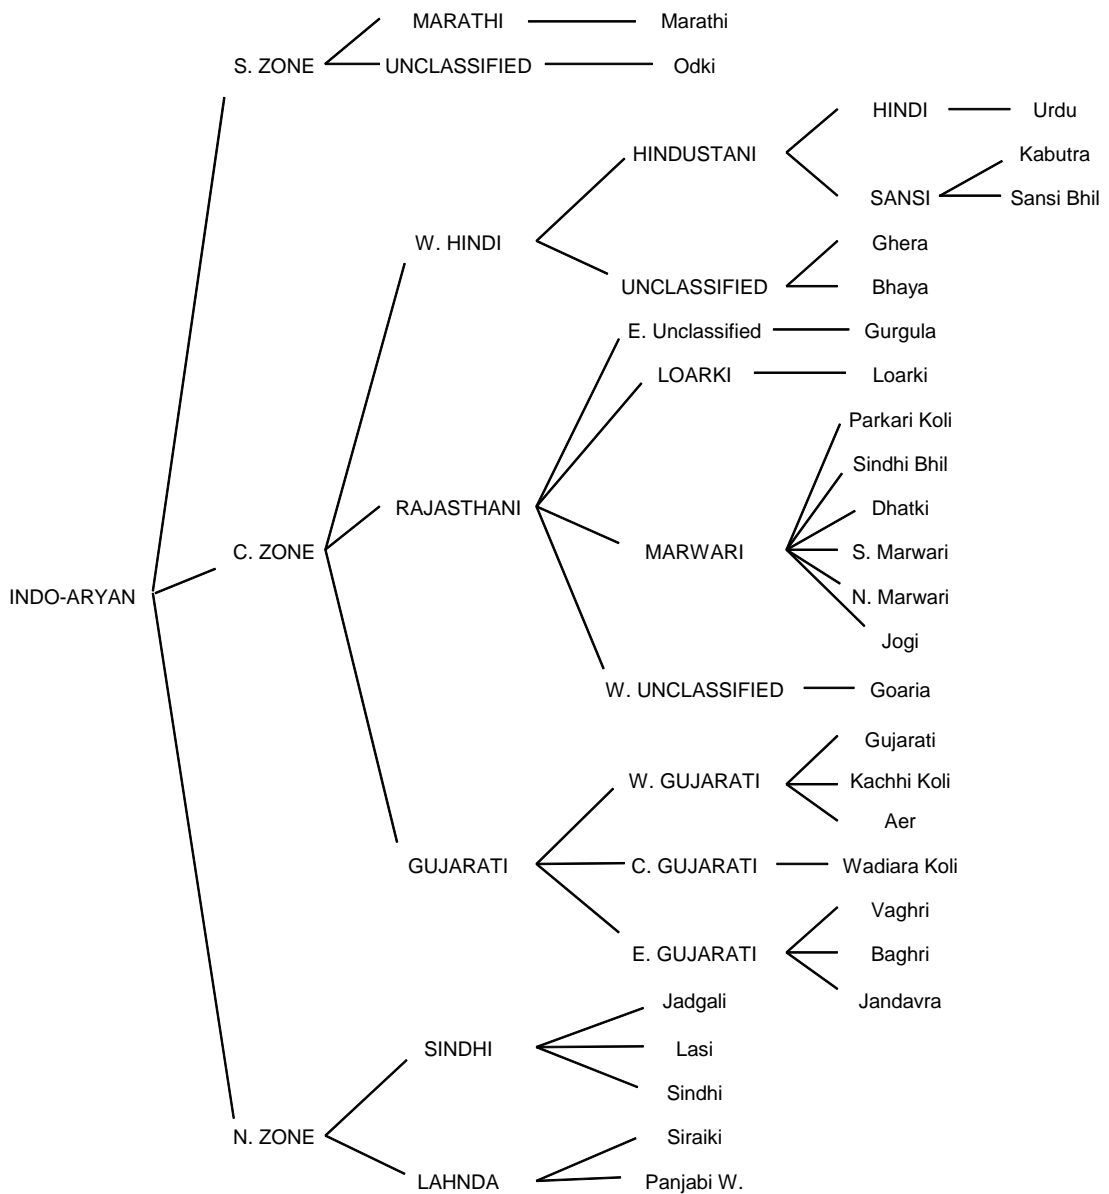 MARATHI Marathi
S. ZONE UNCLASSIFIED Odki
HINDI Urdu
HINDUSTANI Kabutra
SANSI Sansi Bhil
W. HINDI Ghera
UNCLASSIFIED Bhaya
E. Unclassified Gurgula
LOARKI Loarki
Parkari Koli
Sindhi Bhil
RAJASTHANI Dhatki
C. ZONE MARWARI S. Marwari
INDO-ARYAN N. Marwari
Jogi
W. UNCLASSIFIED Goaria
Gujarati
W. GUJARATI Kachhi Koli
Aer
GUJARATI C. GUJARATI Wadiara Koli
Vaghri
E. GUJARATI Baghri
Jadgali Jandavra
SINDHI Lasi
Sindhi
N. ZONE Siraiki
LAHNDA Panjabi W.